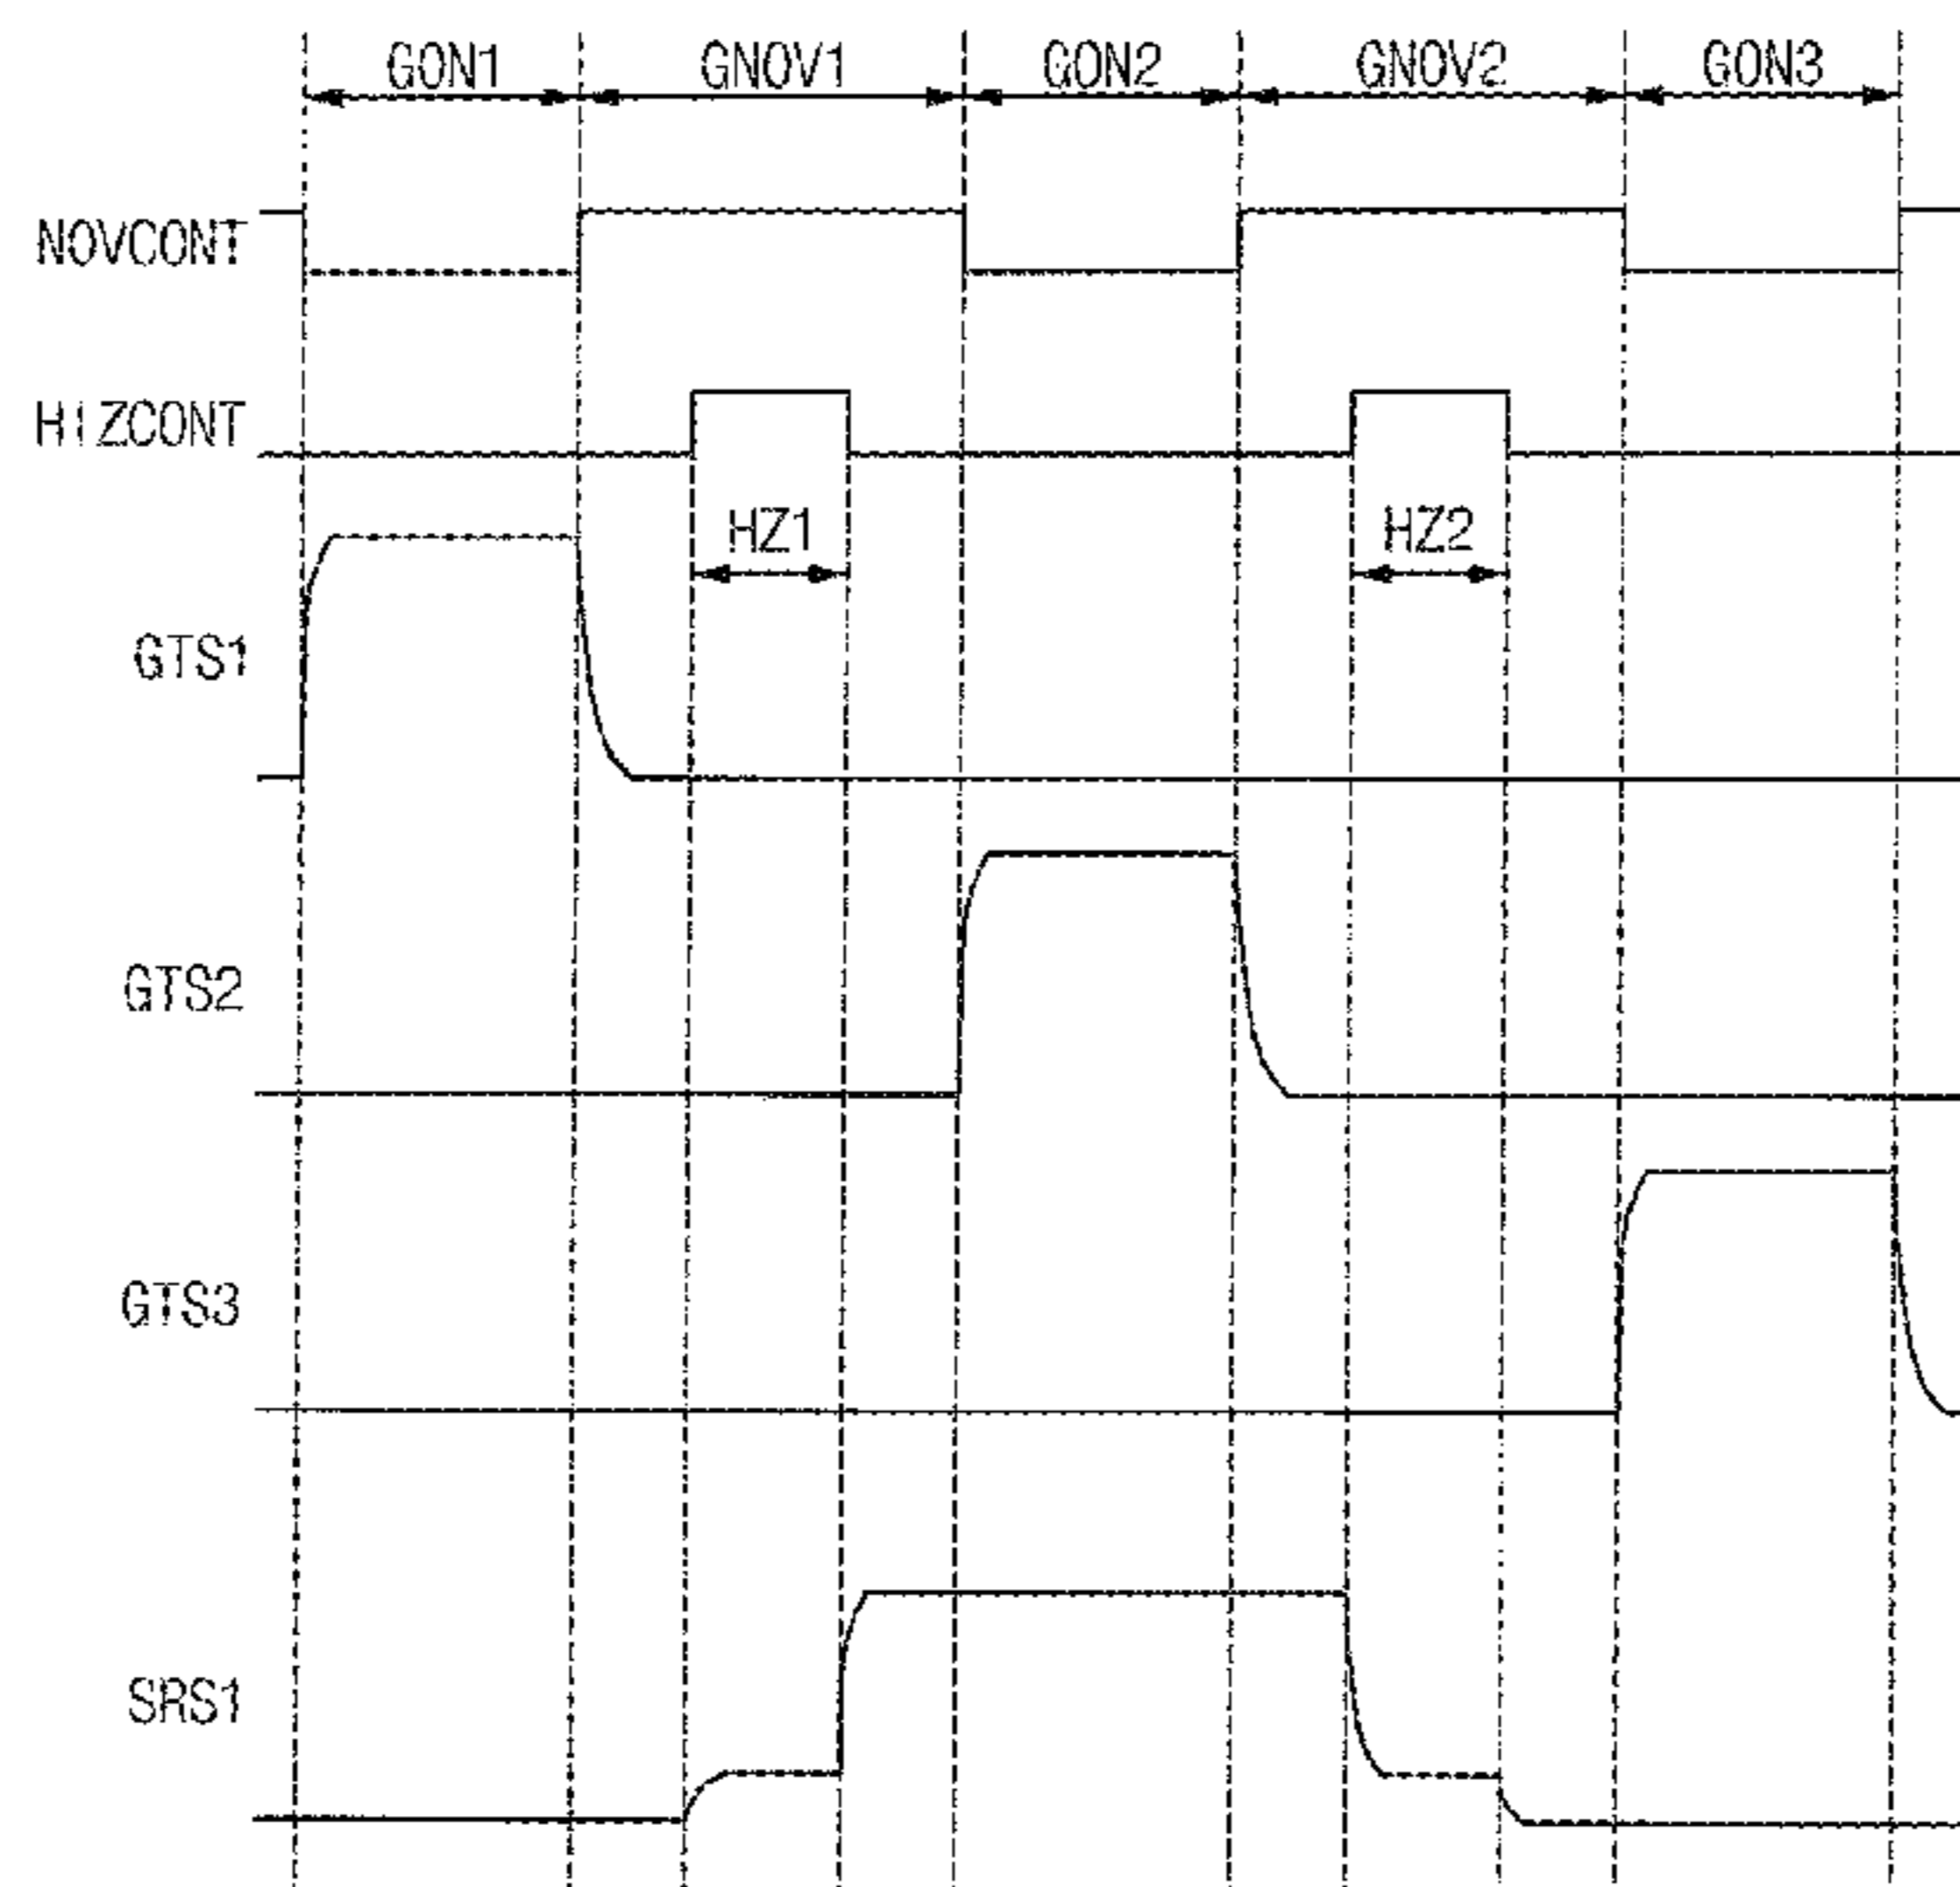 GON1 GNOV1 GON2 GNOV2 GON3
NOVCONT
HIZCONT
HZ1 HZ2
GTS1
GTS2
GTS3
SRS1